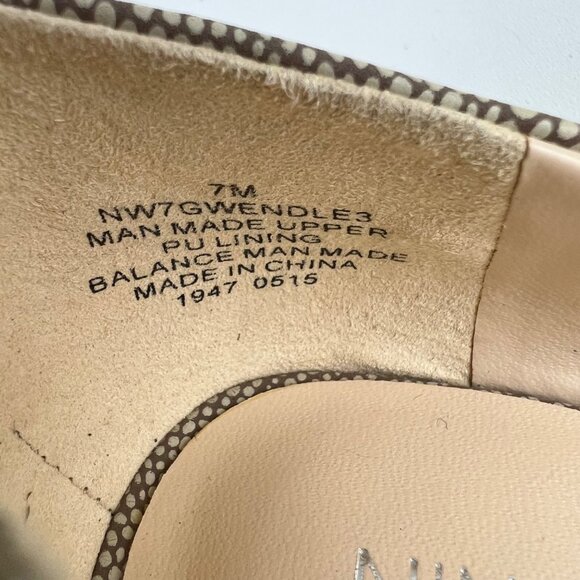 7M
NW7GWENDLE3
MAN MADE UPPER
PU LINING
BALANCE MAN MADE
MADE IN CHINA
1947 0515